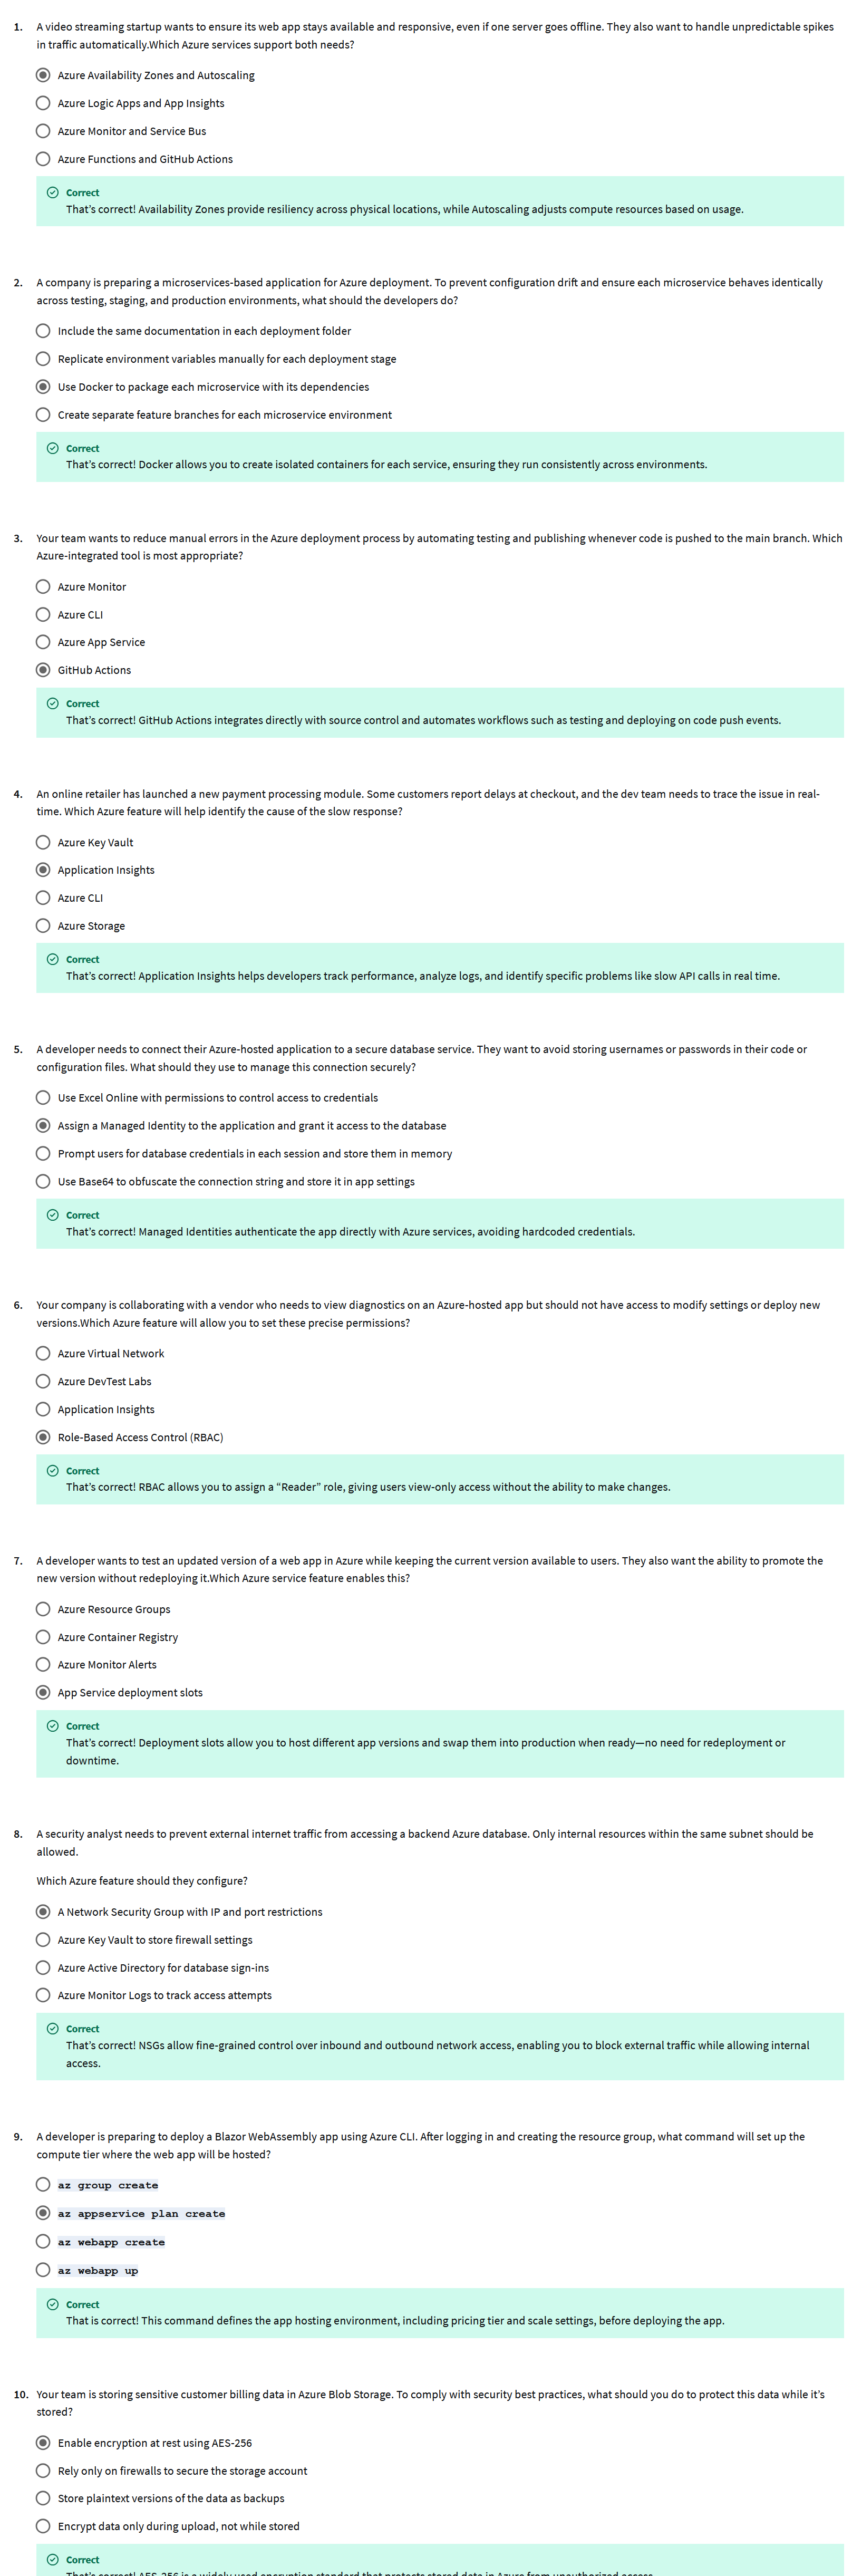 1. A video streaming startup wants to ensure its web app stays available and responsive, even if one server goes offline. They also want to handle unpredictable spikes
in traffic automatically.Which Azure services support both needs?
Azure Availability Zones and Autoscaling
Azure Logic Apps and App Insights
Azure Monitor and Service Bus
Azure Functions and GitHub Actions
Correct
That's correct! Availability Zones provide resiliency across physical locations, while Autoscaling adjusts compute resources based on usage.
2. A company is preparing a microservices-based application for Azure deployment. To prevent configuration drift and ensure each microservice behaves identically
across testing, staging, and production environments, what should the developers do?
Include the same documentation in each deployment folder
Replicate environment variables manually for each deployment stage
Use Docker to package each microservice with its dependencies
Create separate feature branches for each microservice environment
Correct
That's correct! Docker allows you to create isolated containers for each service, ensuring they run consistently across environments.
3. Your team wants to reduce manual errors in the Azure deployment process by automating testing and publishing whenever code is pushed to the main branch. Which
Azure-integrated tool is most appropriate?
Azure Monitor
Azure CLI
Azure App Service
GitHub Actions
Correct
That's correct! GitHub Actions integrates directly with source control and automates workflows such as testing and deploying on code push events.
4. An online retailer has launched a new payment processing module. Some customers report delays at checkout, and the dev team needs to trace the issue in real-
time. Which Azure feature will help identify the cause of the slow response?
Azure Key Vault
Application Insights
Azure CLI
Azure Storage
Correct
That's correct! Application Insights helps developers track performance, analyze logs, and identify specific problems like slow API calls in real time.
5. A developer needs to connect their Azure-hosted application to a secure database service. They want to avoid storing usernames or passwords in their code or
configuration files. What should they use to manage this connection securely?
Use Excel Online with permissions to control access to credentials
Assign a Managed Identity to the application and grant it access to the database
Prompt users for database credentials in each session and store them in memory
Use Base64 to obfuscate the connection string and store it in app settings
Correct
That's correct! Managed Identities authenticate the app directly with Azure services, avoiding hardcoded credentials.
6. Your company is collaborating with a vendor who needs to view diagnostics on an Azure-hosted app but should not have access to modify settings or deploy new
versions.Which Azure feature will allow you to set these precise permissions?
Azure Virtual Network
Azure DevTest Labs
Application Insights
Role-Based Access Control (RBAC)
Correct
That's correct! RBAC allows you to assign a “Reader” role, giving users view-only access without the ability to make changes.
7. A developer wants to test an updated version of a web app in Azure while keeping the current version available to users. They also want the ability to promote the
new version without redeploying it.Which Azure service feature enables this?
Azure Resource Groups
Azure Container Registry
Azure Monitor Alerts
App Service deployment slots
Correct
That's correct! Deployment slots allow you to host different app versions and swap them into production when ready—no need for redeployment or
downtime.
8. A security analyst needs to prevent external internet traffic from accessing a backend Azure database. Only internal resources within the same subnet should be
allowed.
Which Azure feature should they configure?
A Network Security Group with IP and port restrictions
Azure Key Vault to store firewall settings
Azure Active Directory for database sign-ins
Azure Monitor Logs to track access attempts
Correct
That's correct! NSGs allow fine-grained control over inbound and outbound network access, enabling you to block external traffic while allowing internal
access.
9. A developer is preparing to deploy a Blazor WebAssembly app using Azure CLI. After logging in and creating the resource group, what command will set up the
compute tier where the web app will be hosted?
az group create
az appservice plan create
az webapp create
az webapp up
Correct
That is correct! This command defines the app hosting environment, including pricing tier and scale settings, before deploying the app.
10. Your team is storing sensitive customer billing data in Azure Blob Storage. To comply with security best practices, what should you do to protect this data while it's
stored?
Enable encryption at rest using AES-256
Rely only on firewalls to secure the storage account
Store plaintext versions of the data as backups
Encrypt data only during upload, not while stored
Correct
That's correct! AES-256 is a widely used encryption standard that protects stored data in Azure from unauthorized access.